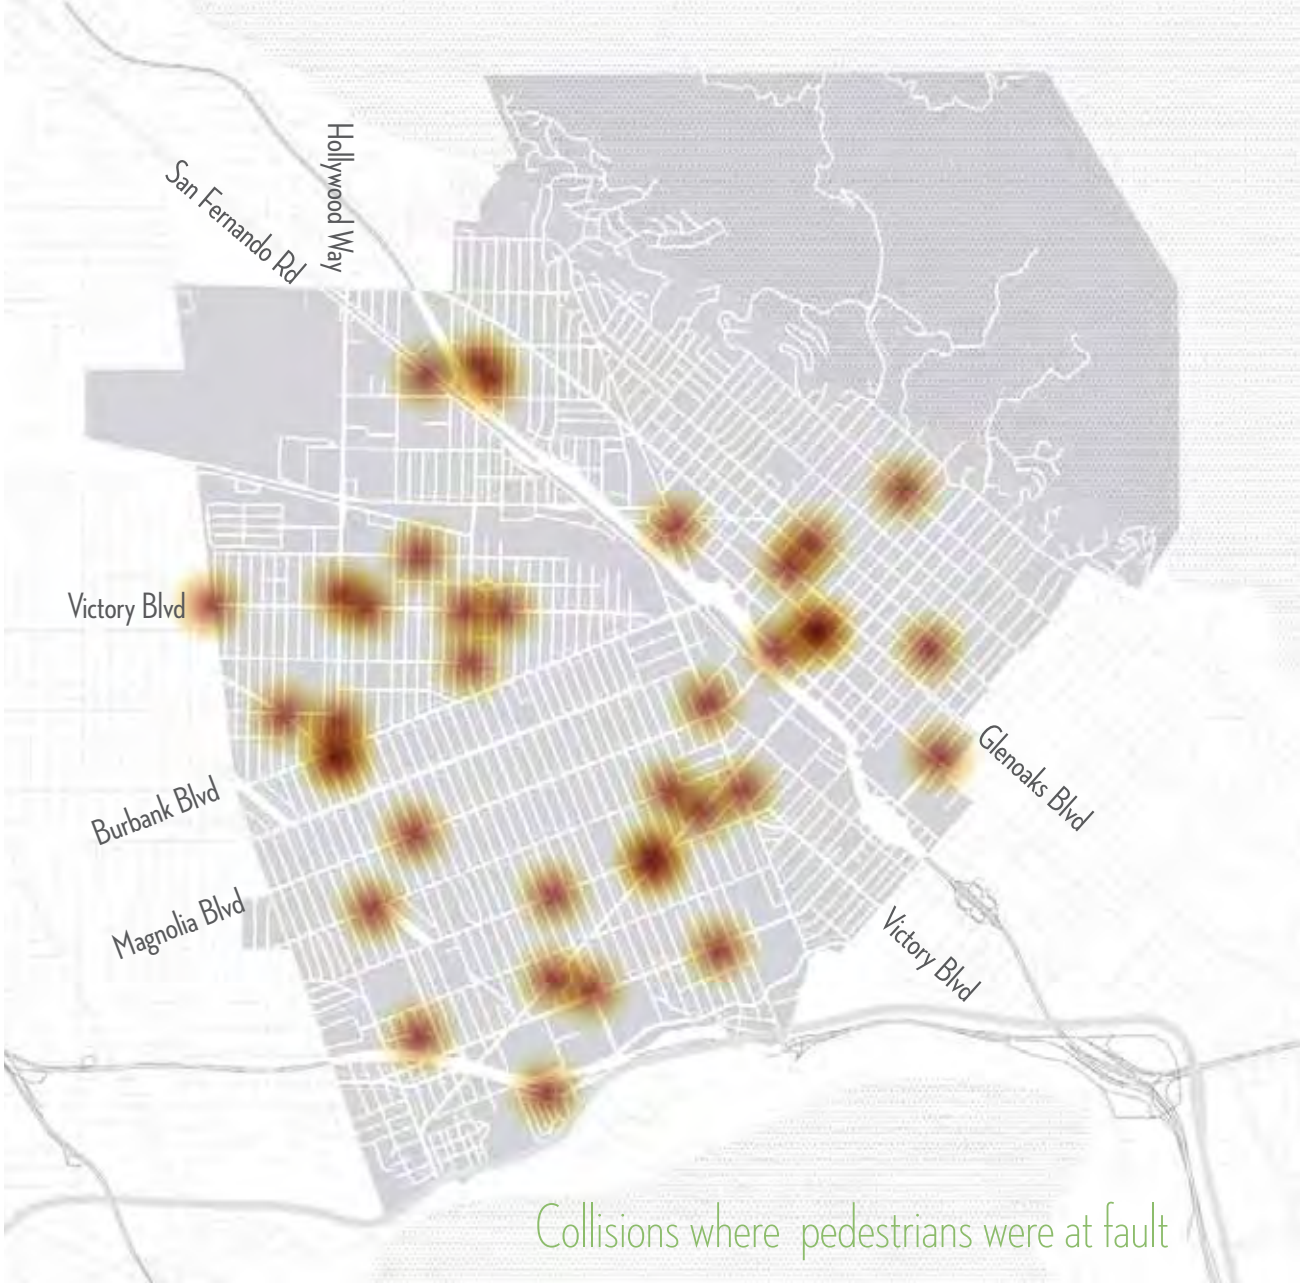 Hollywood Way
San Fernando Rd
Victory Blvd
Glenoaks Blvd
Burbank Blvd
Magnolia Blvd
Victory Blvd
Collisions where pedestrians were at fault